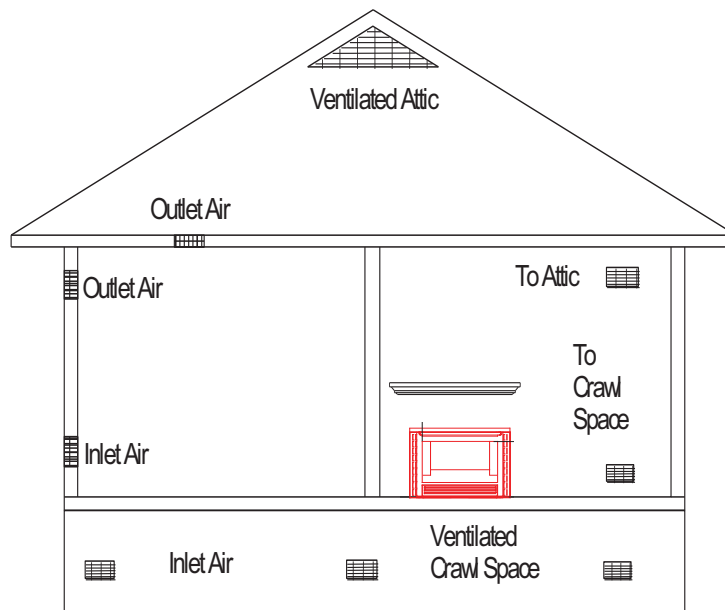 Ventilated Attic
Outlet Air
Outlet Air
To Attic
To
Crawl
Space
Inlet Air
Inlet Air
Ventilated
Crawl Space